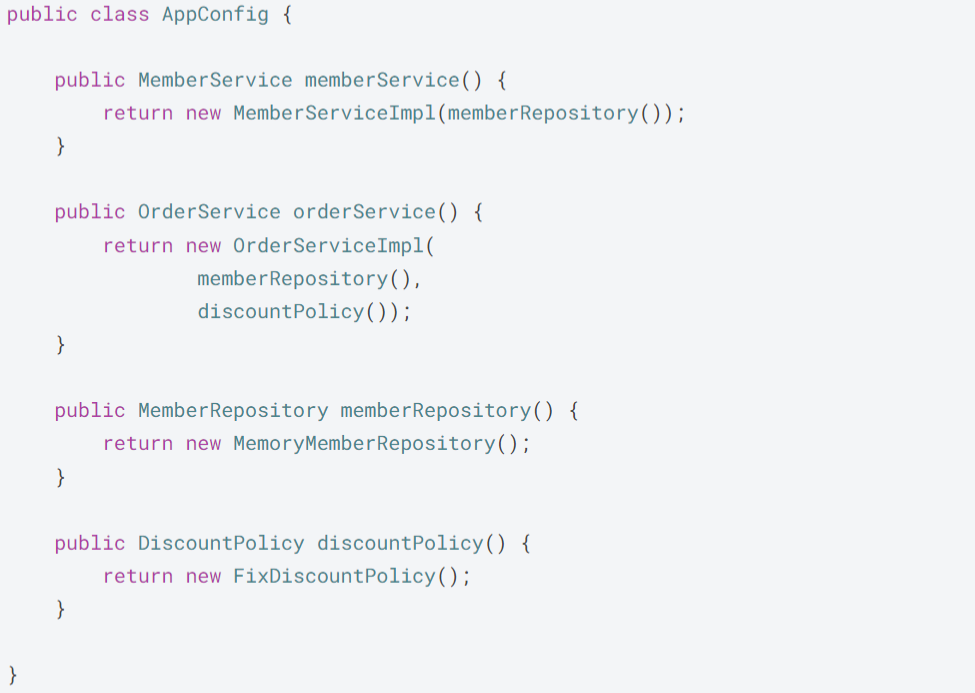 public class AppConfig {
public MemberService memberService() {
return new MemberServiceImpl(memberRepository());
}
public OrderService orderService() {
return new OrderServiceImpl(
memberRepository(),
discountPolicy());
}
public MemberRepository memberRepository() {
return new MemoryMemberRepository();
}
public DiscountPolicy discountPolicy() {
return new FixDiscountPolicy();
}
}